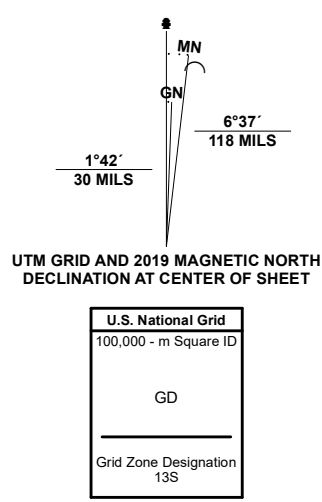 MN
GN
6°37´
118 MILS
1°42´
30 MILS
UTM GRID AND 2019 MAGNETIC NORTH
DECLINATION AT CENTER OF SHEET
U.S. National Grid
100,000 - m Square ID
GD
Grid Zone Designation
13S